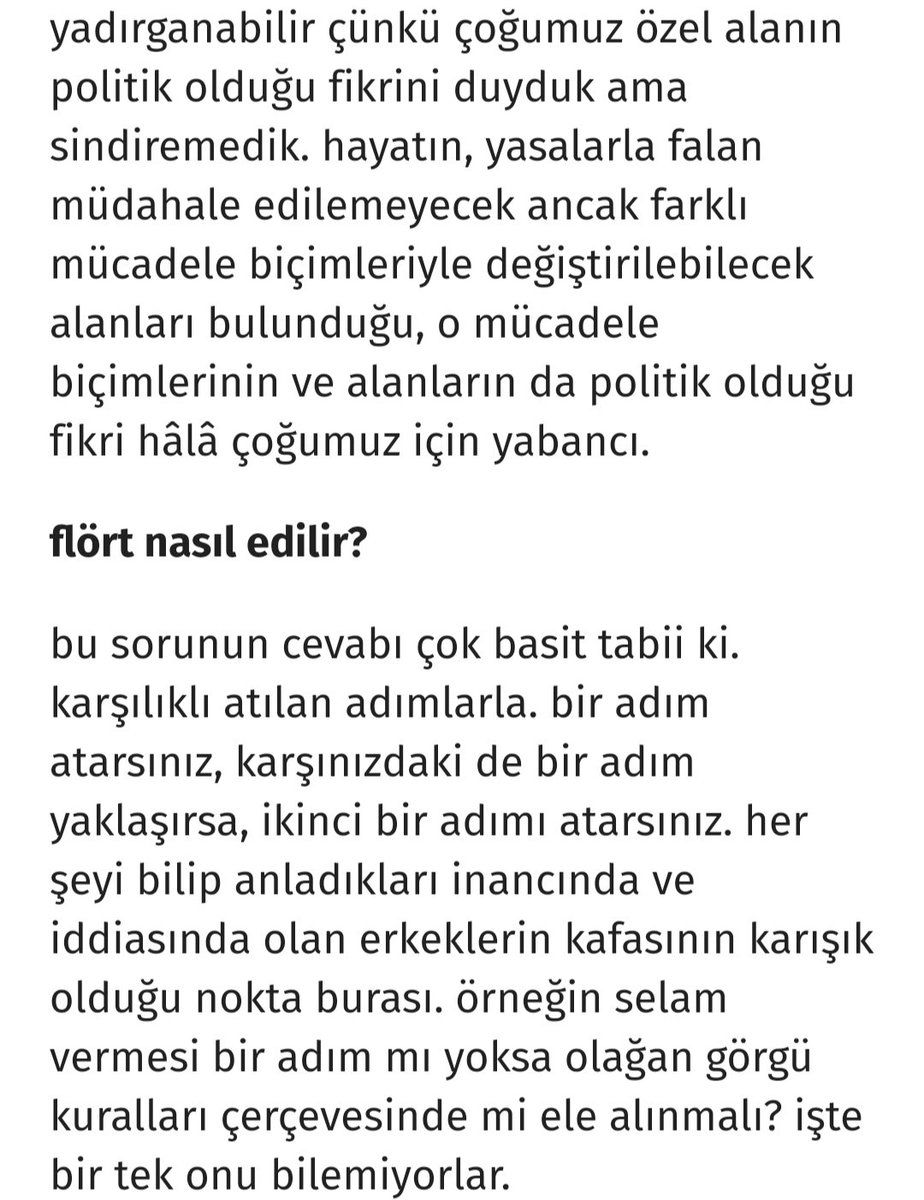 yadırganabilir çünkü çoğumuz özel alanın
politik olduğu fikrini duyduk ama
sindiremedik. hayatın, yasalarla falan
müdahale edilemeyecek ancak farklı
mücadele biçimleriyle değiştirilebilecek
alanları bulunduğu, o mücadele
biçimlerinin ve alanların da politik olduğu
fikri hâlâ çoğumuz için yabancı.
flört nasıl edilir?
bu sorunun cevabı çok basit tabii ki.
karşılıklı atılan adımlarla. bir adım
atarsınız, karşınızdaki de bir adım
yaklaşırsa, ikinci bir adımı atarsınız. her
şeyi bilip anladıkları inancında ve
iddiasında olan erkeklerin kafasının karışık
olduğu nokta burası. örneğin selam
vermesi bir adım mı yoksa olağan görgü
kuralları çerçevesinde mi ele alınmalı? işte
bir tek onu bilemiyorlar.